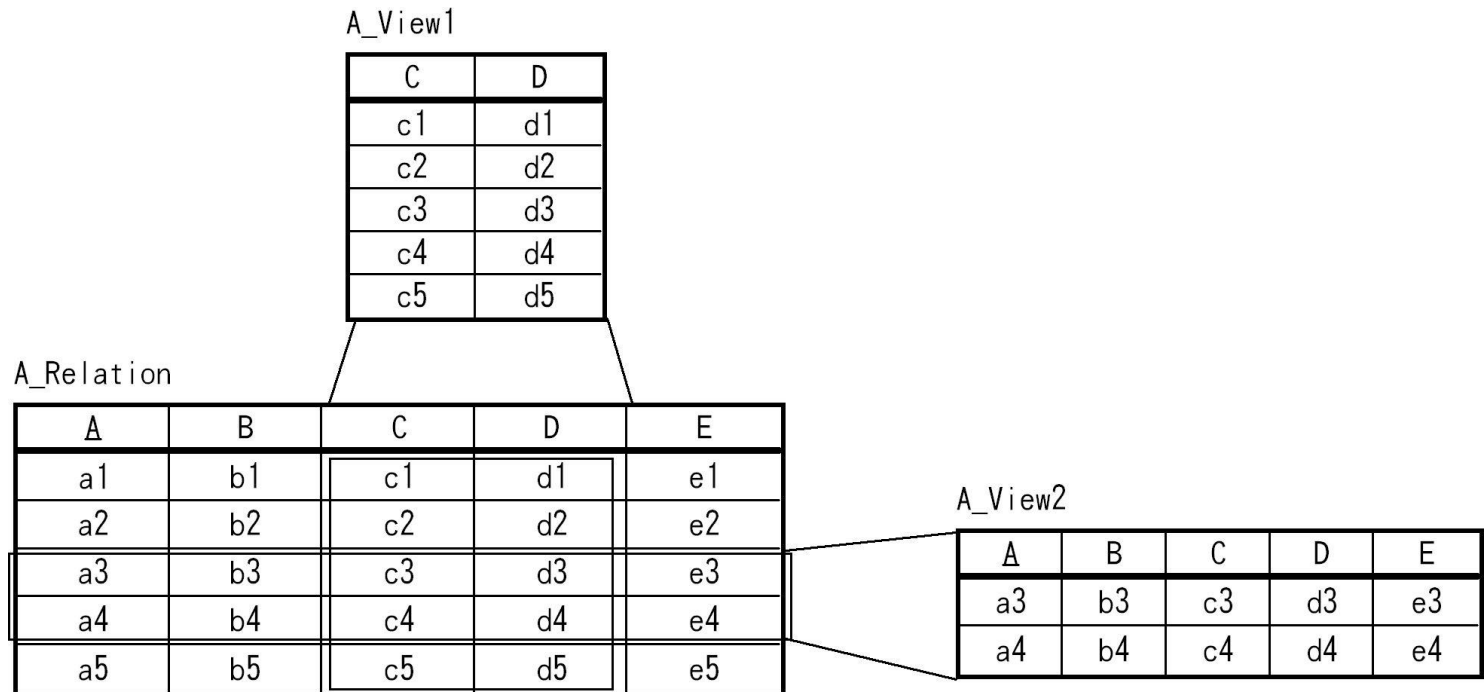 A_View1
C D
c1 d1
c2 d2
c3 d3
c4 d4
c5 d5
A_Relation
A B C D E
a1 b1 c1 d1 e1
a2 b2 c2 d2 e2
a3 b3 c3 d3 e3
a4 b4 c4 d4 e4
a5 b5 c5 d5 e5
A_View2
A B C D E
a3 b3 c3 d3 e3
a4 b4 c4 d4 e4